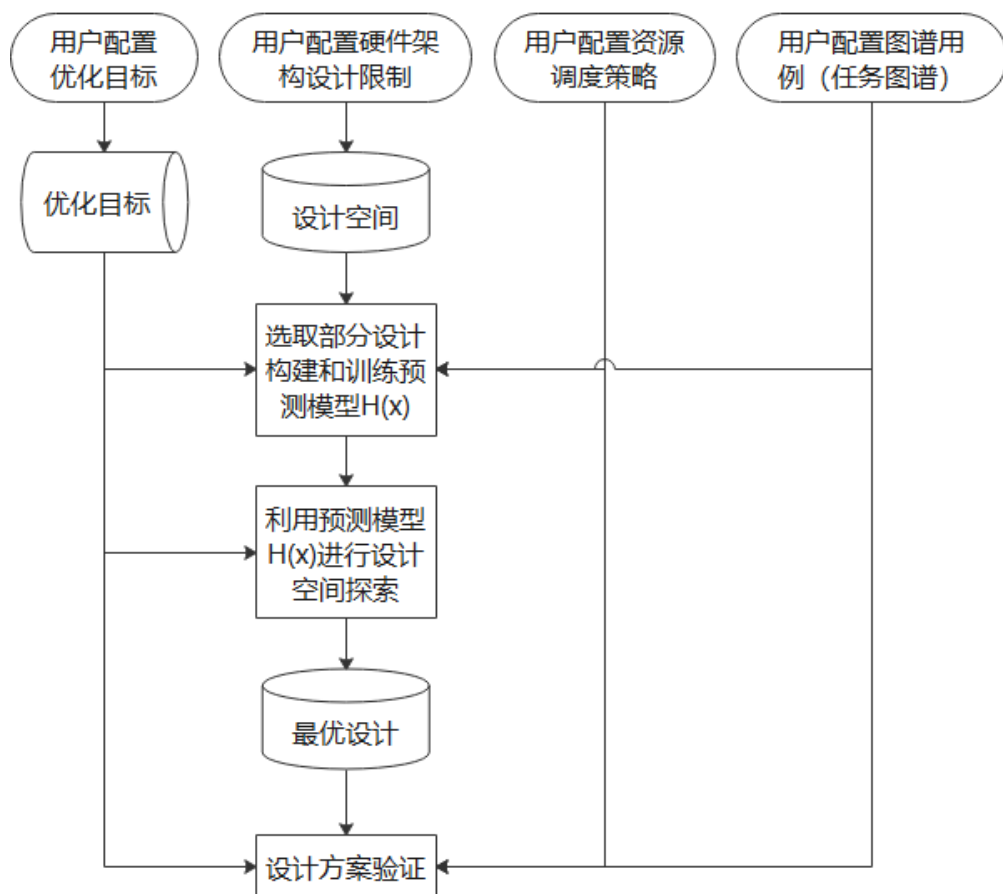 用户配置
优化目标
用户配置硬件架
构设计限制
用户配置资源
调度策略
用户配置图谱用
例（任务图谱）
优化目标
设计空间
选取部分设计
构建和训练预
测模型H(x)
利用预测模型
H(x)进行设计
空间探索
最优设计
设计方案验证